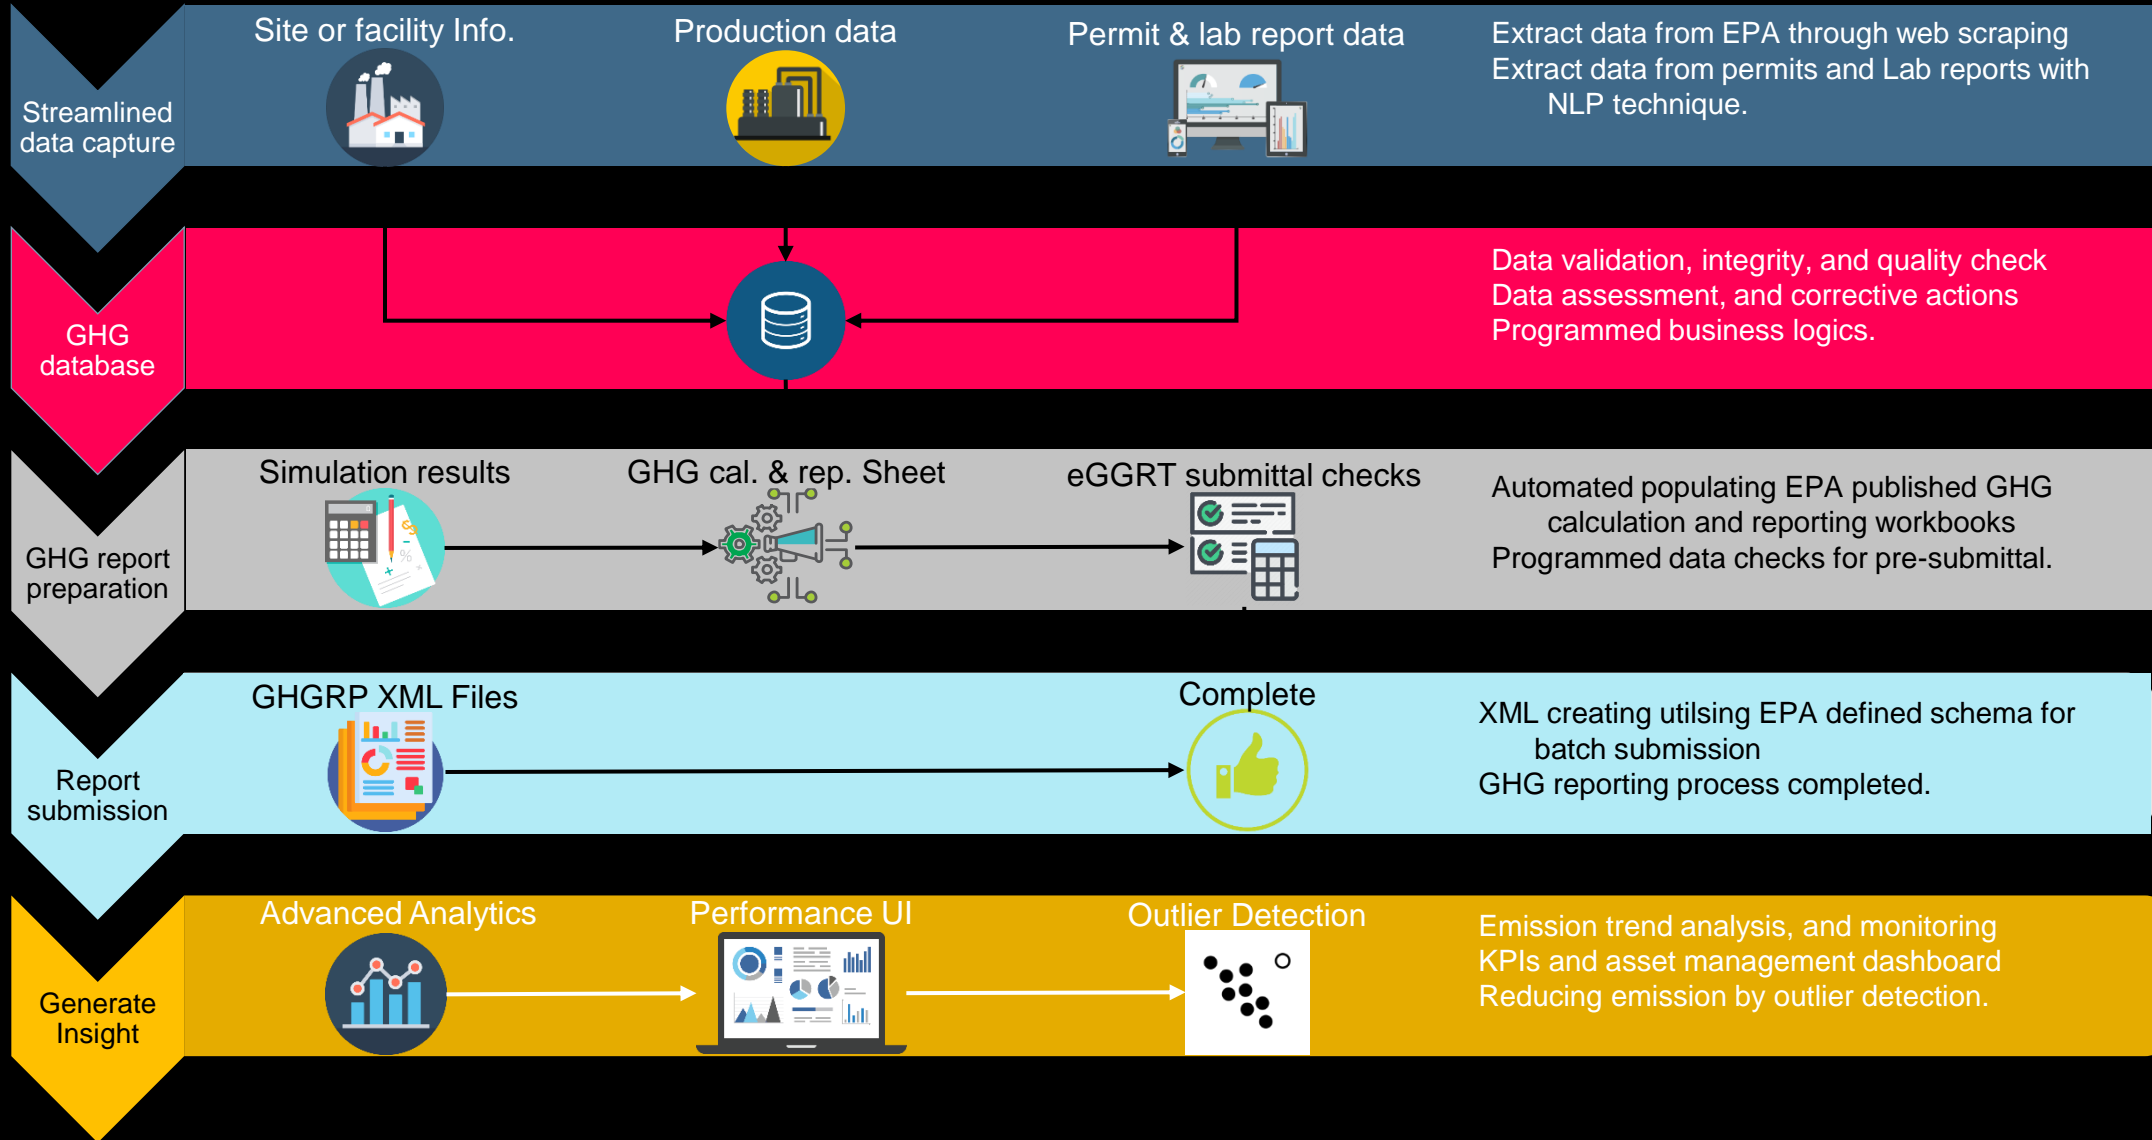 Streamlined
data capture
Site or facility Info.
Production data
Permit & lab report data
Extract data from EPA through web scraping
Extract data from permits and Lab reports with
NLP technique.
GHG
database
Data validation, integrity, and quality check
Data assessment, and corrective actions
Programmed business logics.
GHG report
preparation
Simulation results
GHG cal. & rep. Sheet
eGGRT submittal checks
Automated populating EPA published GHG
calculation and reporting workbooks
Programmed data checks for pre-submittal.
Report
submission
GHGRP XML Files
Complete
XML creating utilsing EPA defined schema for
batch submission
GHG reporting process completed.
Generate
Insight
Advanced Analytics
Performance UI
Outlier Detection
Emission trend analysis, and monitoring
KPIs and asset management dashboard
Reducing emission by outlier detection.